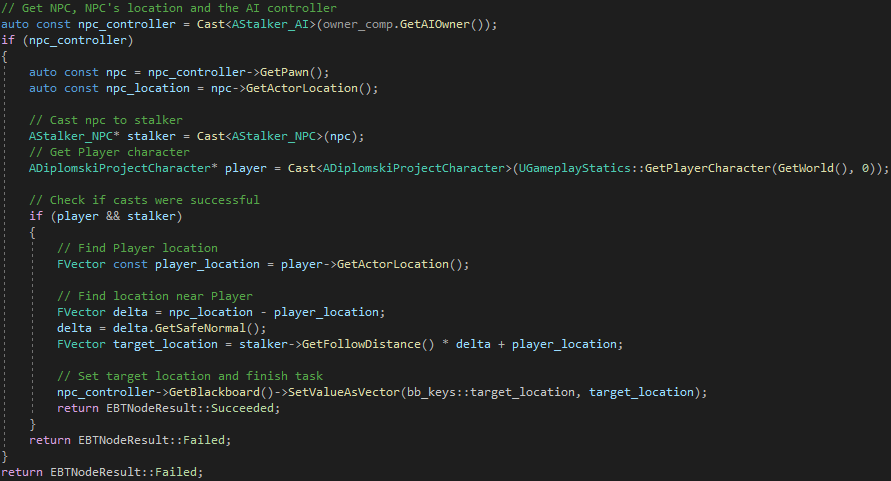 // Get NPC, NPC's location and the AI controller
auto const npc_controller = Cast<AStalker_AI>(owner_comp.GetAIOwner());
if (npc_controller)
{
    auto const npc = npc_controller->GetPawn();
    auto const npc_location = npc->GetActorLocation();

    // Cast npc to stalker
    AStalker_NPC* stalker = Cast<AStalker_NPC>(npc);
    // Get Player character
    ADiplomskiProjectCharacter* player = Cast<ADiplomskiProjectCharacter>(UGameplayStatics::GetPlayerCharacter(GetWorld(), 0));

    // Check if casts were successful
    if (player && stalker)
    {
        // Find Player location
        FVector const player_location = player->GetActorLocation();

        // Find location near Player
        FVector delta = npc_location - player_location;
        delta = delta.GetSafeNormal();
        FVector target_location = stalker->GetFollowDistance() * delta + player_location;

        // Set target location and finish task
        npc_controller->GetBlackboard()->SetValueAsVector(bb_keys::target_location, target_location);
        return EBTNodeResult::Succeeded;
    }
    return EBTNodeResult::Failed;
}
return EBTNodeResult::Failed;